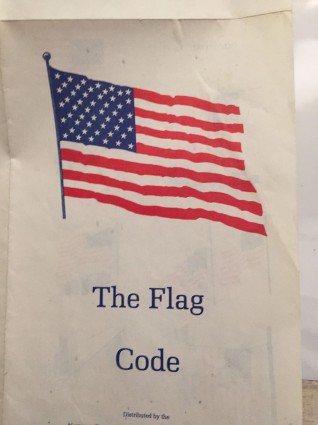 The Flag
Code
Distributed by the